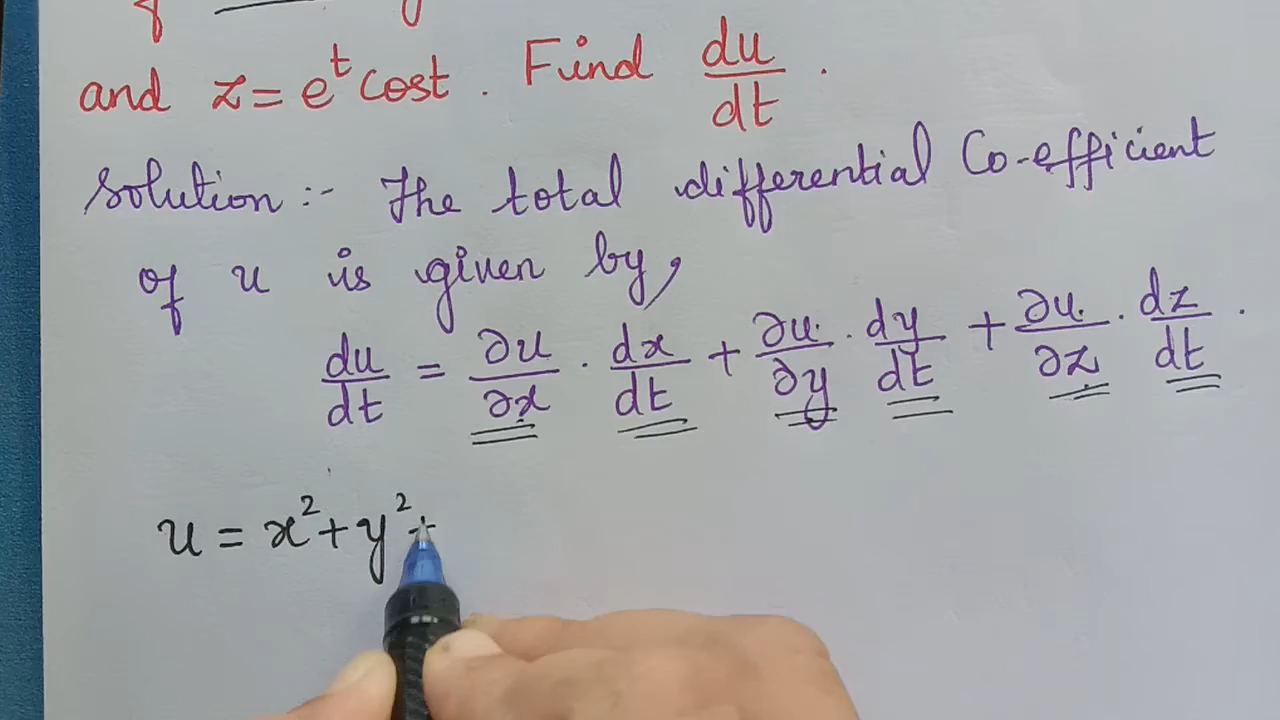 and z = e^t cost. Find du/dt.
Solution :- The total differential Co-efficient
of u is given by,
du/dt = ∂u/∂x · dx/dt + ∂u/∂y · dy/dt + ∂u/∂z · dz/dt.
u = x² + y² +